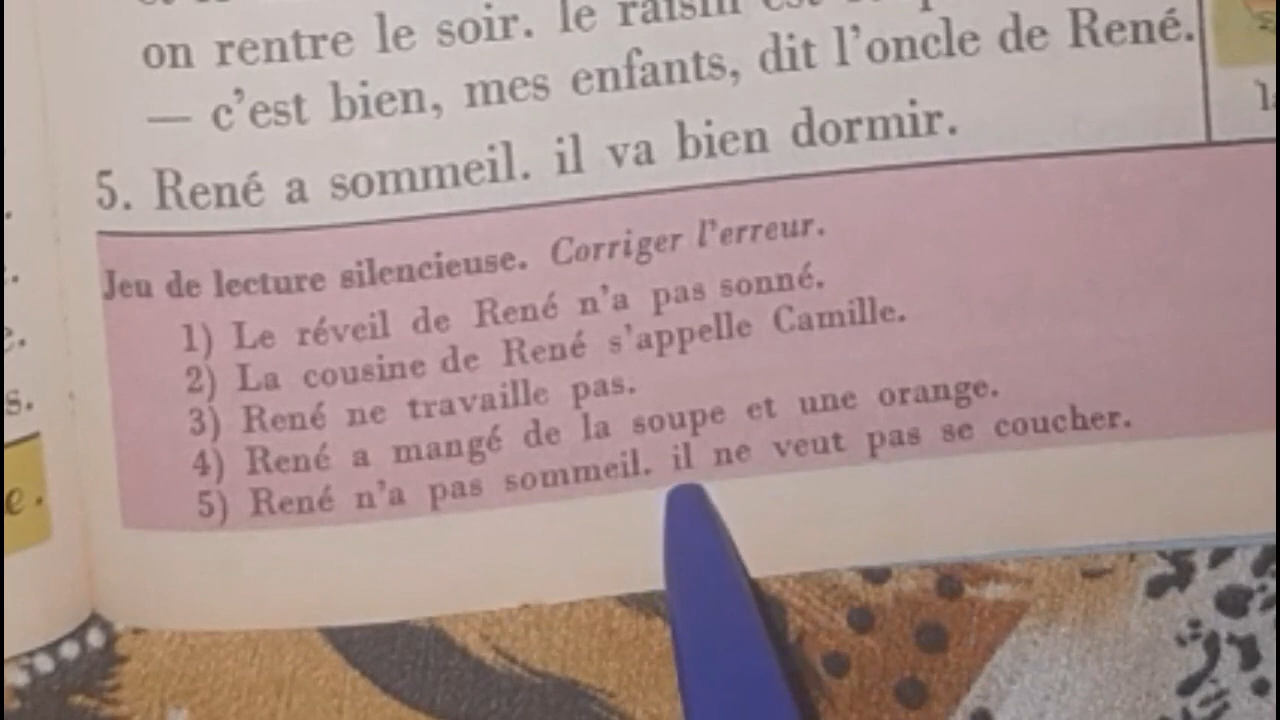 on rentre le soir. le raisin est
— c'est bien, mes enfants, dit l'oncle de René.
5. René a sommeil. il va bien dormir.
Jeu de lecture silencieuse. Corriger l'erreur.
1) Le réveil de René n'a pas sonné.
2) La cousine de René s'appelle Camille.
3) René ne travaille pas.
4) René a mangé de la soupe et une orange.
5) René n'a pas sommeil. il ne veut pas se coucher.